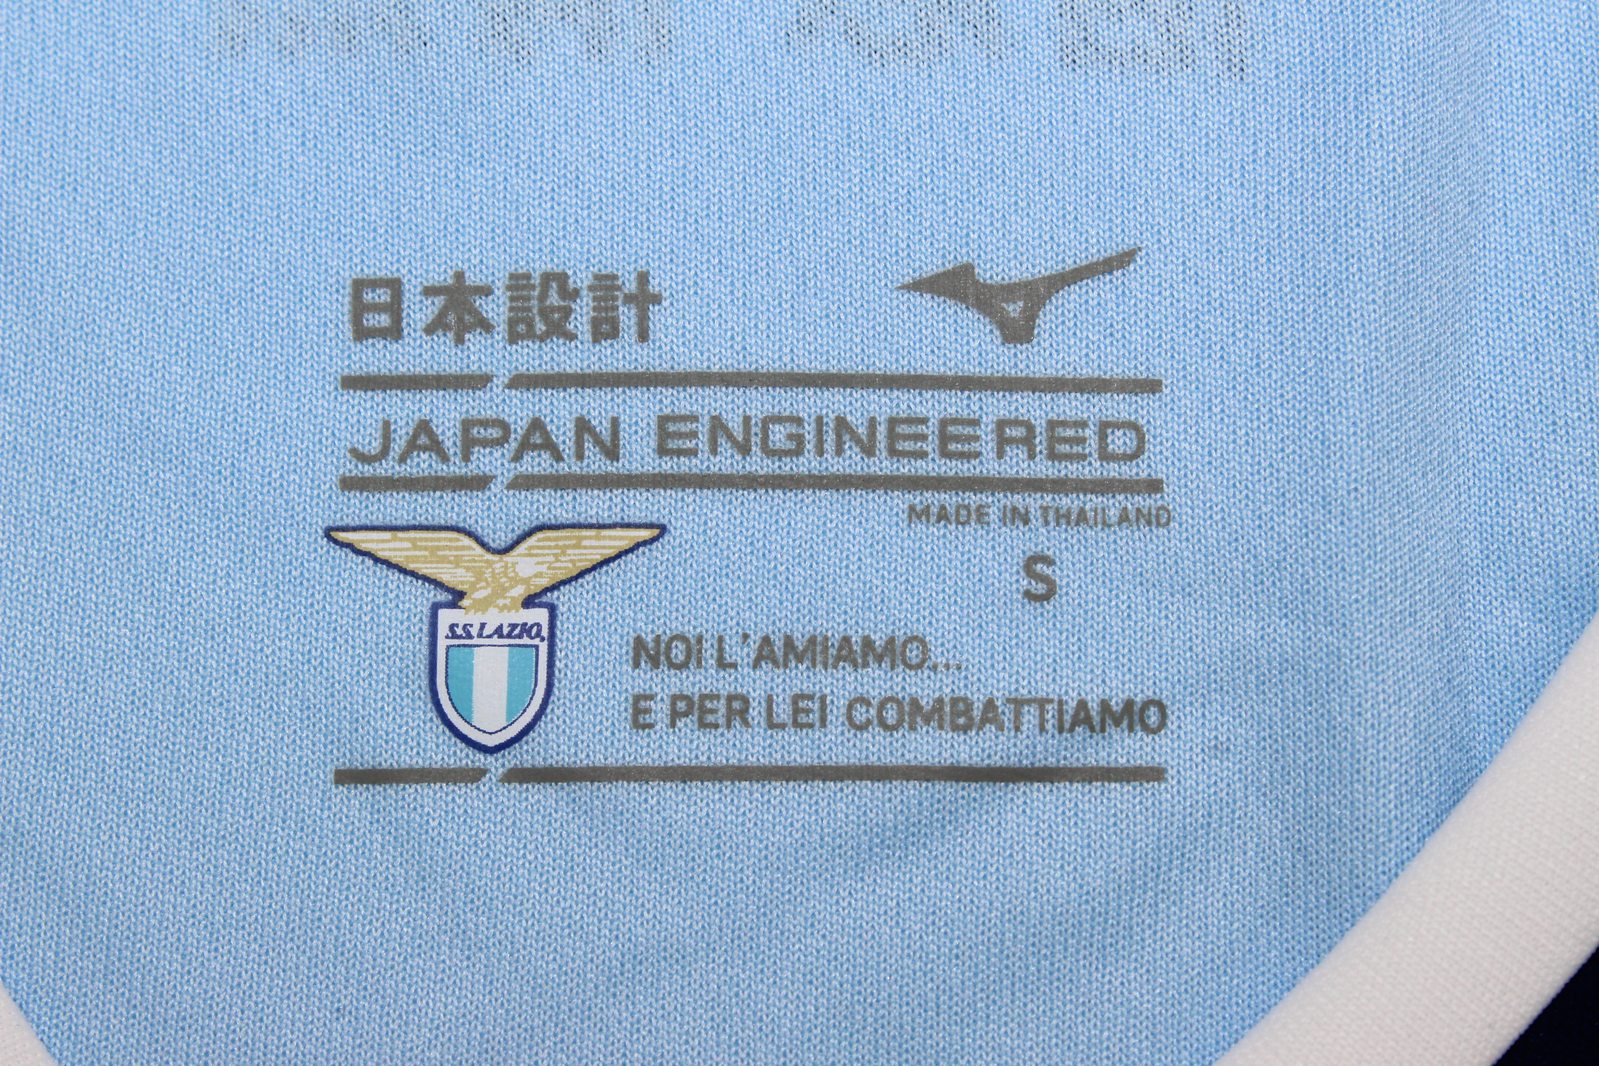 日本設計
JAPAN ENGINEERED
MADE IN THAILAND
S
S.S. LAZIO
NOI L'AMIAMO...
E PER LEI COMBATTIAMO